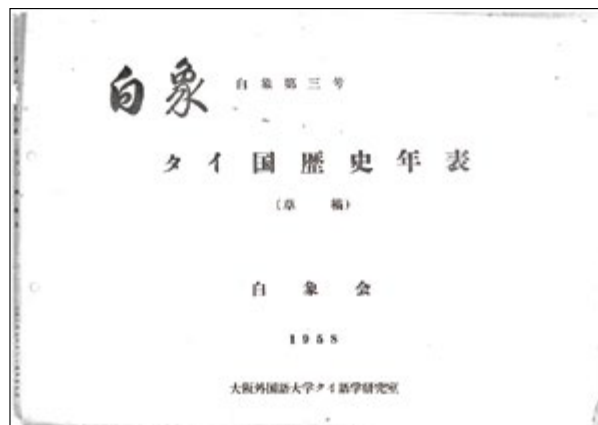 白象 白象第三号
タイ国歴史年表
(草稿)
白象会
1958
大阪外国語大学タイ語学研究室